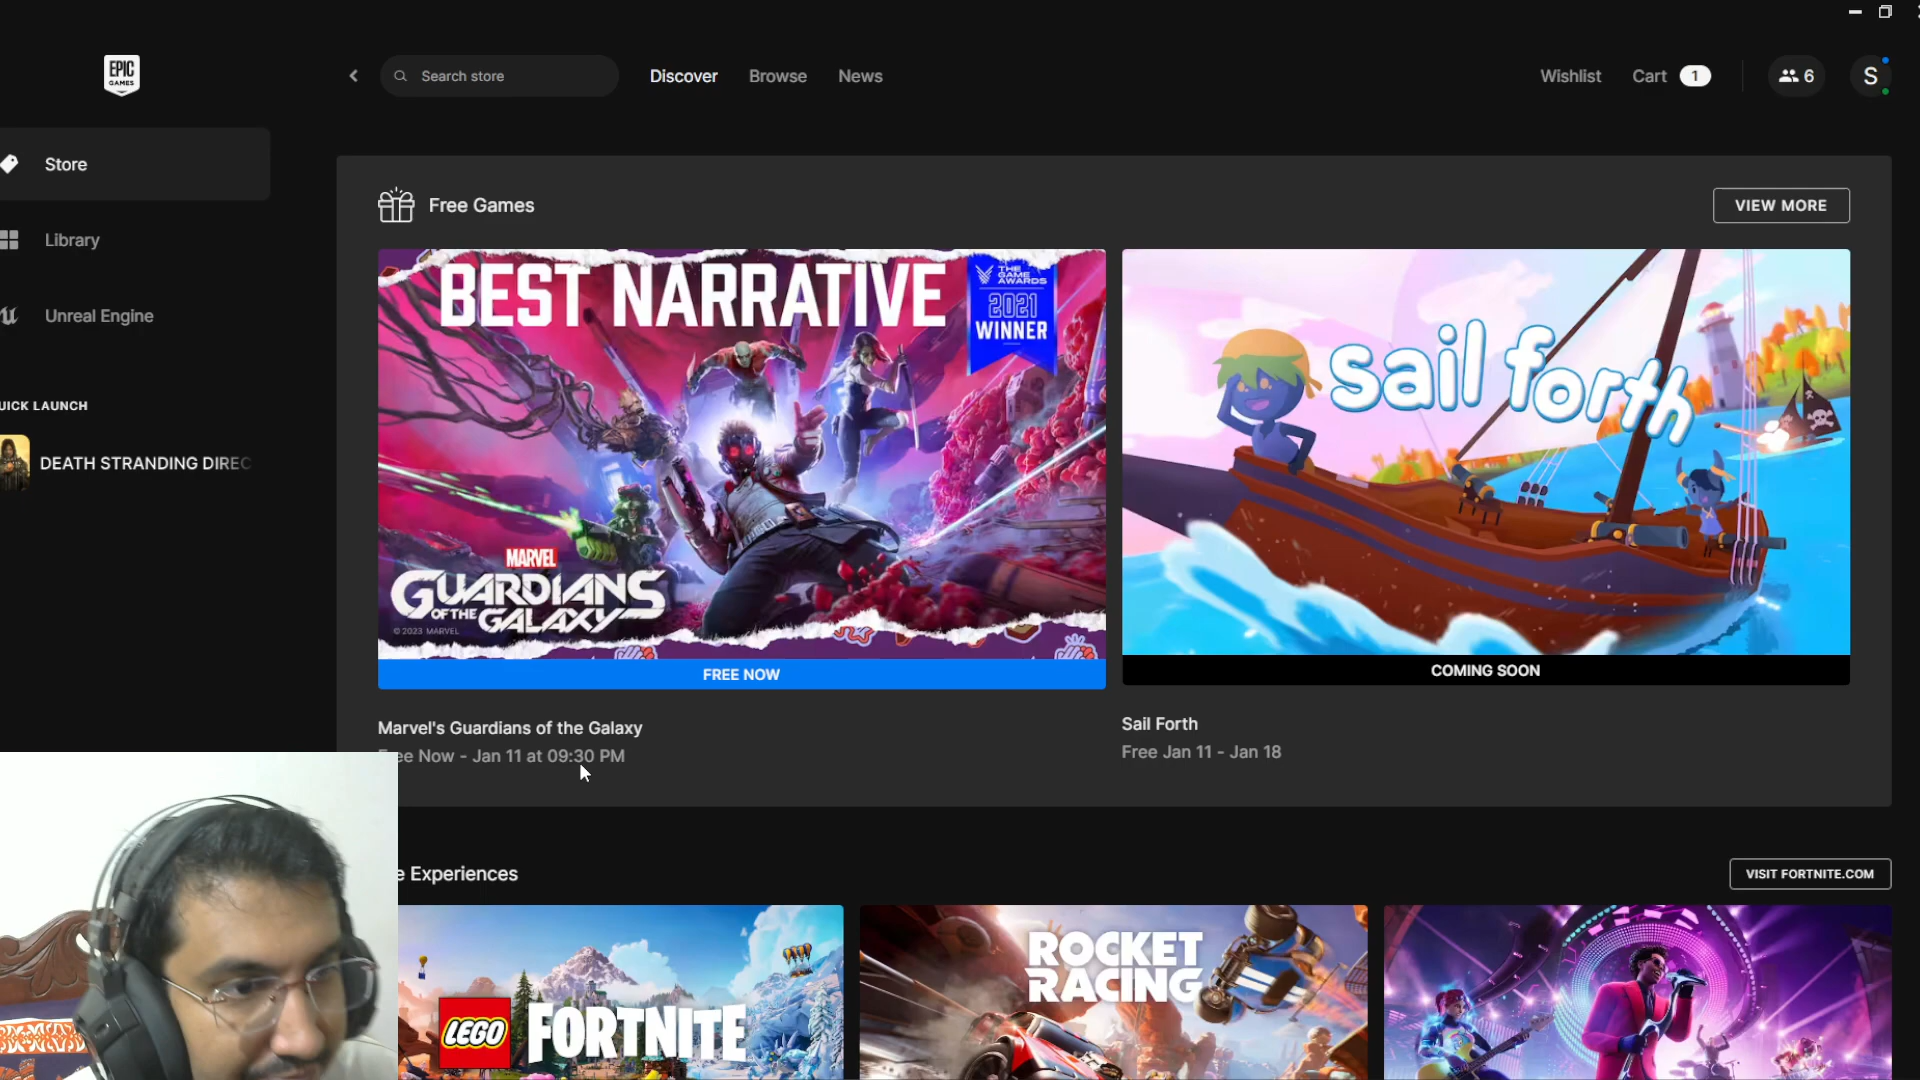 EPIC
GAMES
Search store
Discover
Browse
News
Wishlist
Cart
1
6
S
Store
Library
Unreal Engine
UICK LAUNCH
DEATH STRANDING DIREC
Free Games
VIEW MORE
BEST NARRATIVE
THE
GAME
AWARDS
2021
WINNER
MARVEL
GUARDIANS
OF THE
GALAXY
© 2023 MARVEL
FREE NOW
Marvel's Guardians of the Galaxy
ee Now - Jan 11 at 09:30 PM
sail forth
COMING SOON
Sail Forth
Free Jan 11 - Jan 18
e Experiences
VISIT FORTNITE.COM
LEGO
FORTNITE
ROCKET
RACING